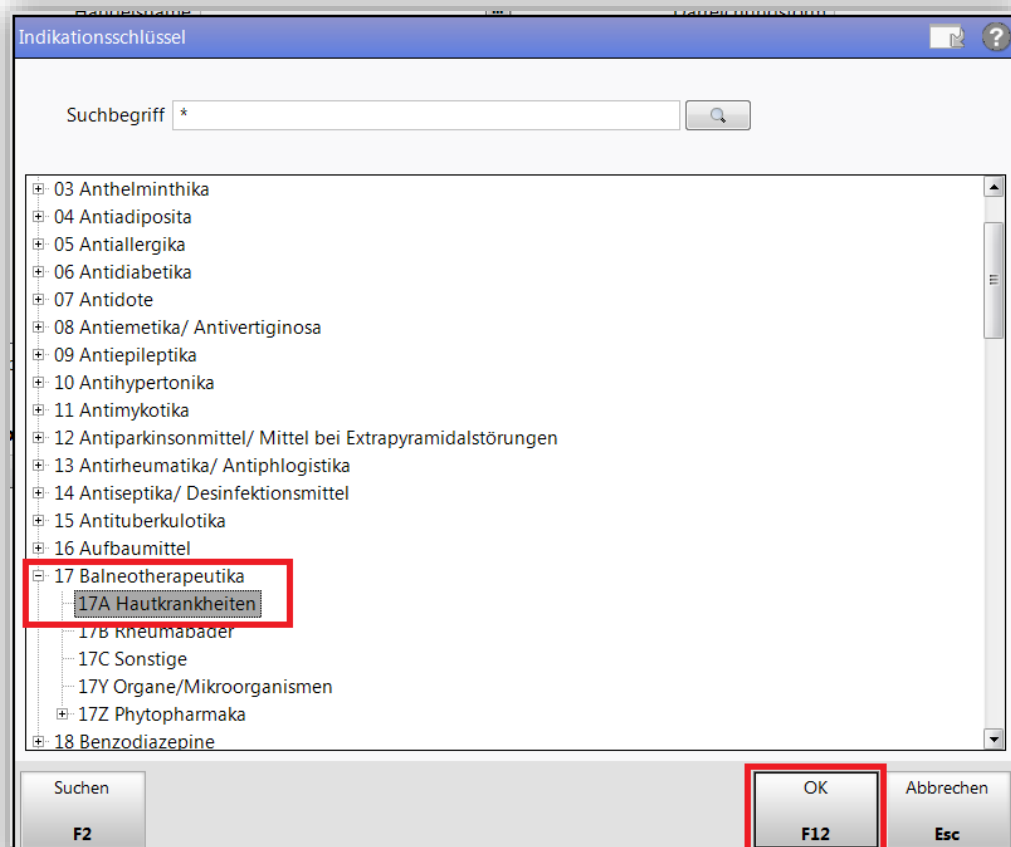 Handelsname
Darreichungsform
Indikationsschlüssel
?
Suchbegriff *
03 Anthelminthika
04 Antiadiposita
05 Antiallergika
06 Antidiabetika
07 Antidote
08 Antiemetika/ Antivertiginosa
09 Antiepileptika
10 Antihypertonika
11 Antimykotika
12 Antiparkinsonmittel/ Mittel bei Extrapyramidalstörungen
13 Antirheumatika/ Antiphlogistika
14 Antiseptika/ Desinfektionsmittel
15 Antituberkulotika
16 Aufbaumittel
17 Balneotherapeutika
17A Hautkrankheiten
17B Rheumabäder
17C Sonstige
17Y Organe/Mikroorganismen
17Z Phytopharmaka
18 Benzodiazepine
Suchen
F2
OK
F12
Abbrechen
Esc